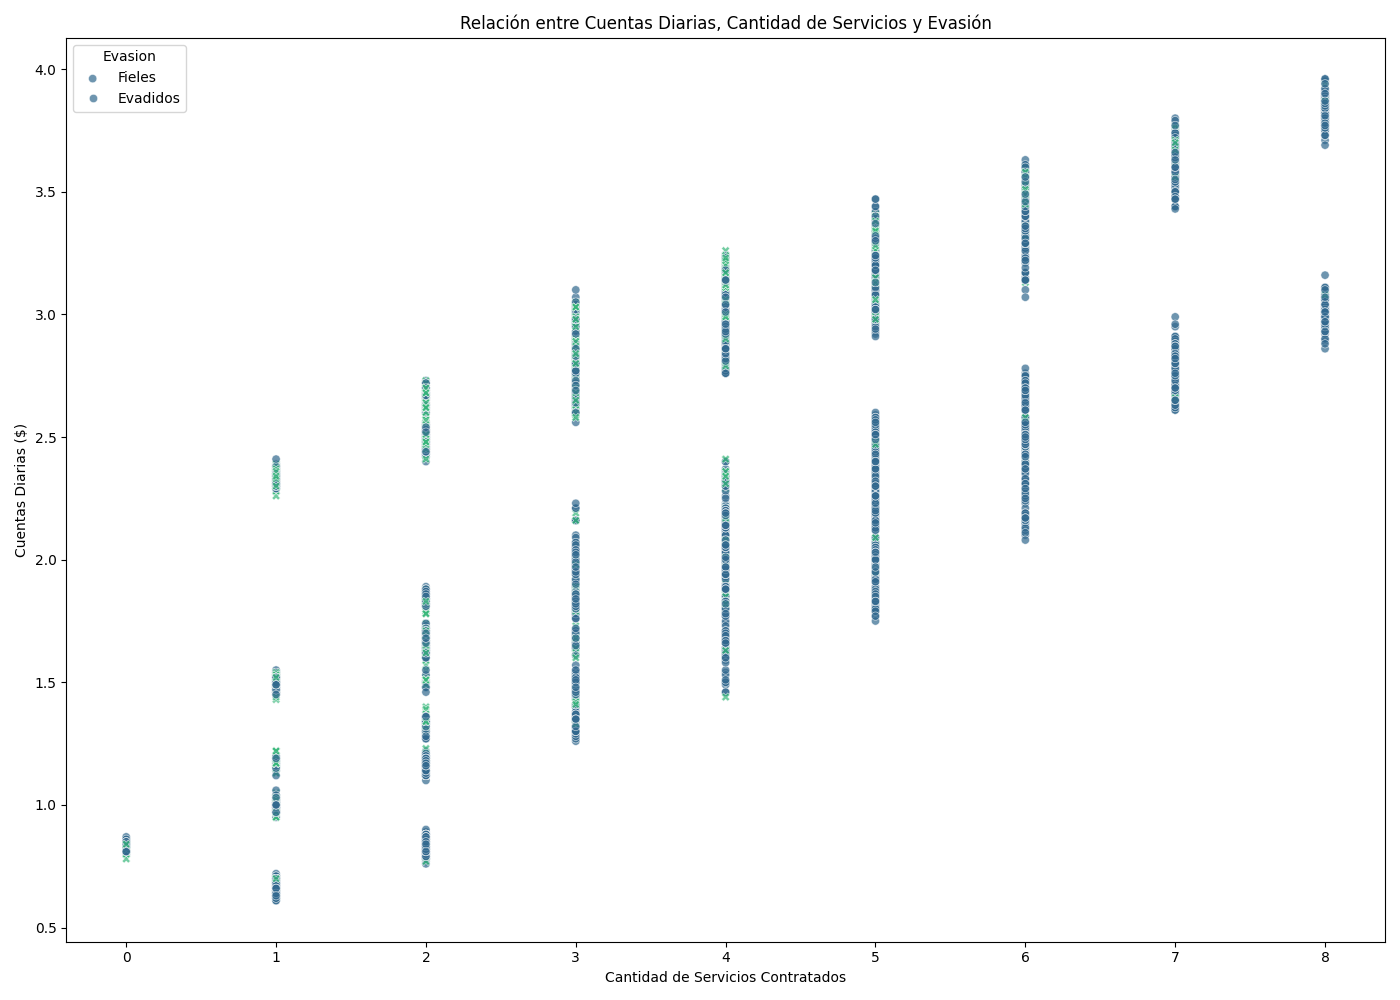 Relación entre Cuentas Diarias, Cantidad de Servicios y Evasión
Evasion
Fieles
Evadidos
Cuentas Diarias ($)
4.0
3.5
3.0
2.5
2.0
1.5
1.0
0.5
0 1 2 3 4 5 6 7 8
Cantidad de Servicios Contratados